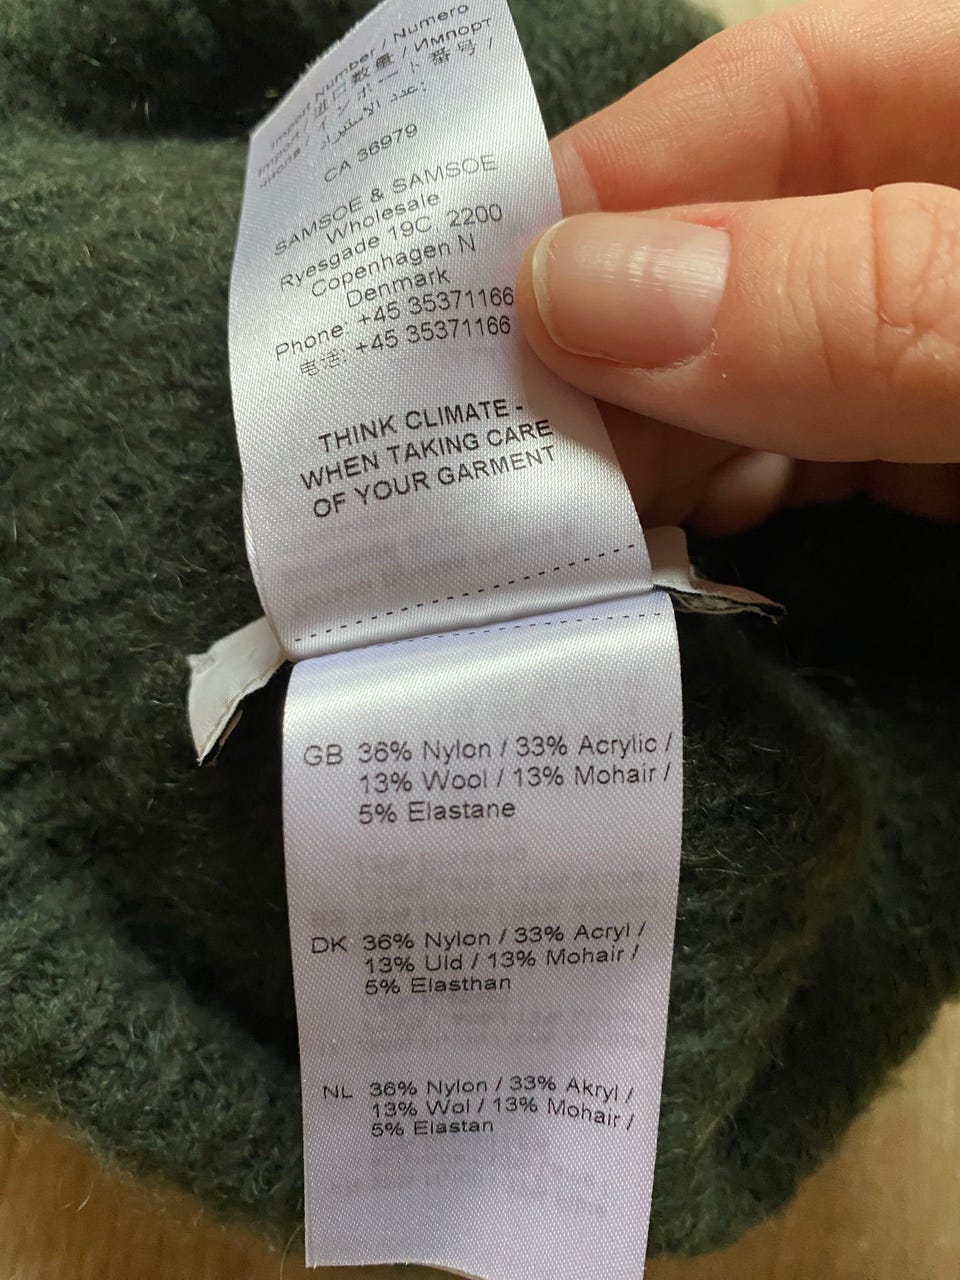 Import Number / Numero
Import / 进口数量 / Импорт
числа / インポート番号 /
عدد الاستيراد:
CA 36979
SAMSOE & SAMSOE
Wholesale
Ryesgade 19C, 2200
Copenhagen N
Denmark
Phone: +45 35371166
电话: +45 35371166
THINK CLIMATE -
WHEN TAKING CARE
OF YOUR GARMENT
GB 36% Nylon / 33% Acrylic /
13% Wool / 13% Mohair /
5% Elastane
DK 36% Nylon / 33% Acryl /
13% Uld / 13% Mohair /
5% Elasthan
NL 36% Nylon / 33% Akryl /
13% Wol / 13% Mohair /
5% Elastan